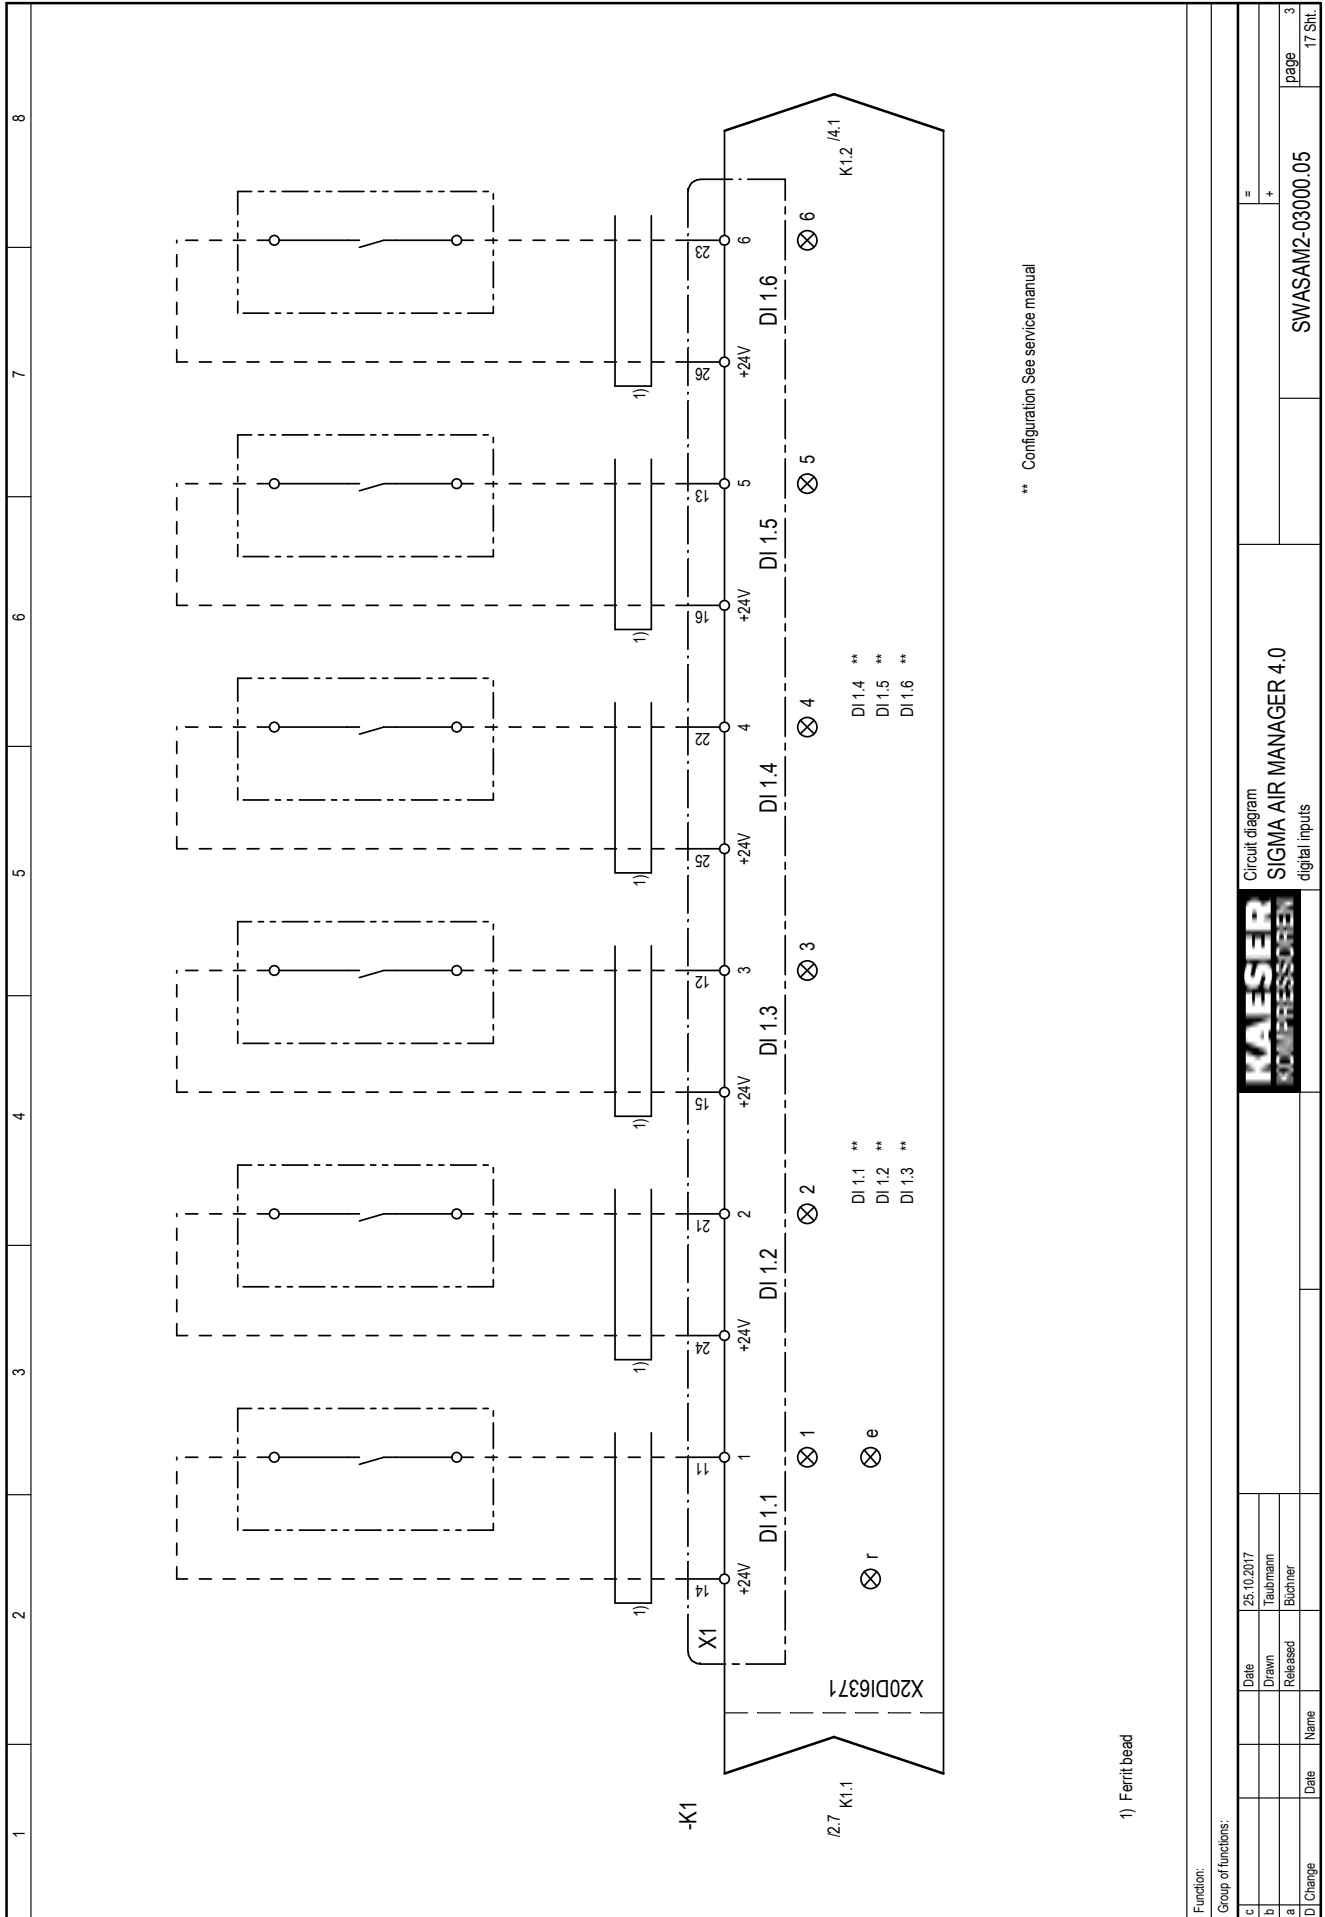 1 2 3 4 5 6 7 8
-K1
/2.7 K1.1
X20DI6371
X1
14 11 24 21 15 12 25 22 16 13 26 23
+24V 1 +24V 2 +24V 3 +24V 4 +24V 5 +24V 6
1) 1) 1) 1) 1) 1)
DI 1.1 DI 1.2 DI 1.3 DI 1.4 DI 1.5 DI 1.6
1 2 3 4 5 6
r e
K1.2 /4.1
DI 1.1 **
DI 1.2 **
DI 1.3 **
DI 1.4 **
DI 1.5 **
DI 1.6 **
** Configuration See service manual
1) Ferrit bead
Function:
Group of functions:
c
b
a
D Change Date Name
Date 25.10.2017
Drawn Taubmann
Released Büchner
KAESER
KOMPRESSOREN
Circuit diagram
SIGMA AIR MANAGER 4.0
digital inputs
=
+
SWASAM2-03000.05
page 3
17 Sht.